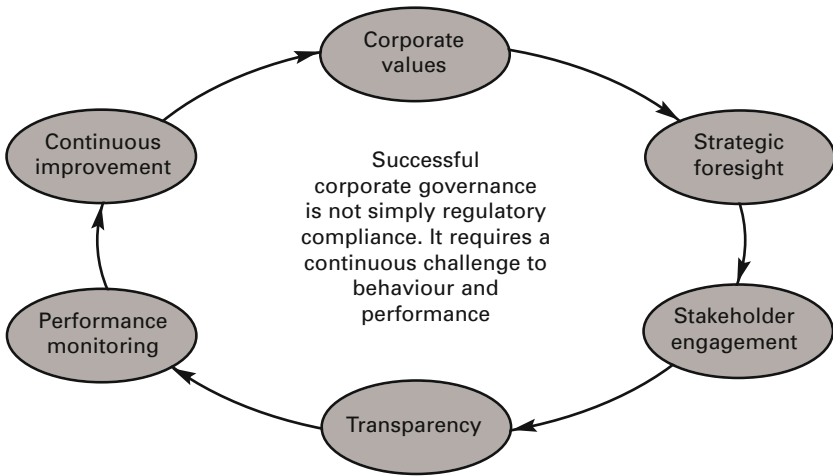 Corporate
values
Continuous
improvement
Strategic
foresight
Successful
corporate governance
is not simply regulatory
compliance. It requires a
continuous challenge to
behaviour and
performance
Performance
monitoring
Stakeholder
engagement
Transparency